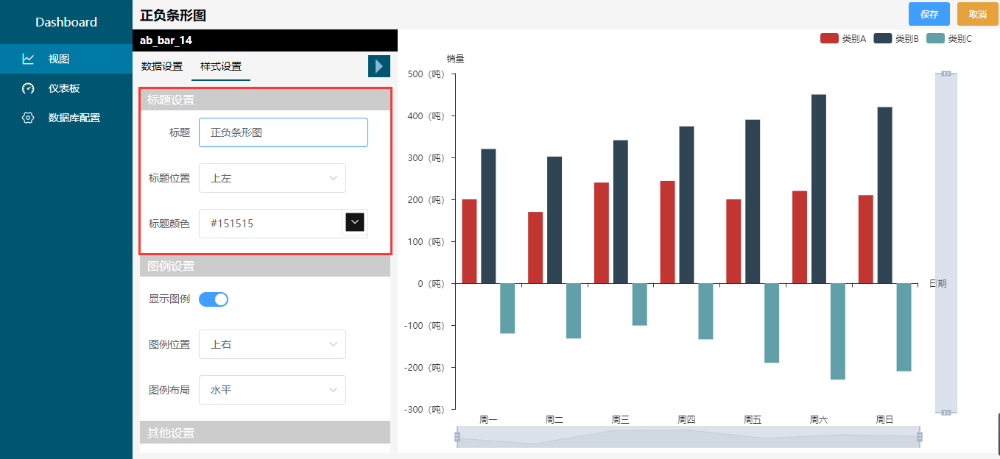 Dashboard
视图
仪表板
数据库配置
正负条形图
保存
取消
ab_bar_14
数据设置
样式设置
标题设置
标题
正负条形图
标题位置
上左
标题颜色
#151515
图例设置
显示图例
图例位置
上右
图例布局
水平
其他设置
类别A
类别B
类别C
销量
500（吨）
400（吨）
300（吨）
200（吨）
100（吨）
0（吨）
-100（吨）
-200（吨）
-300（吨）
日期
周一
周二
周三
周四
周五
周六
周日